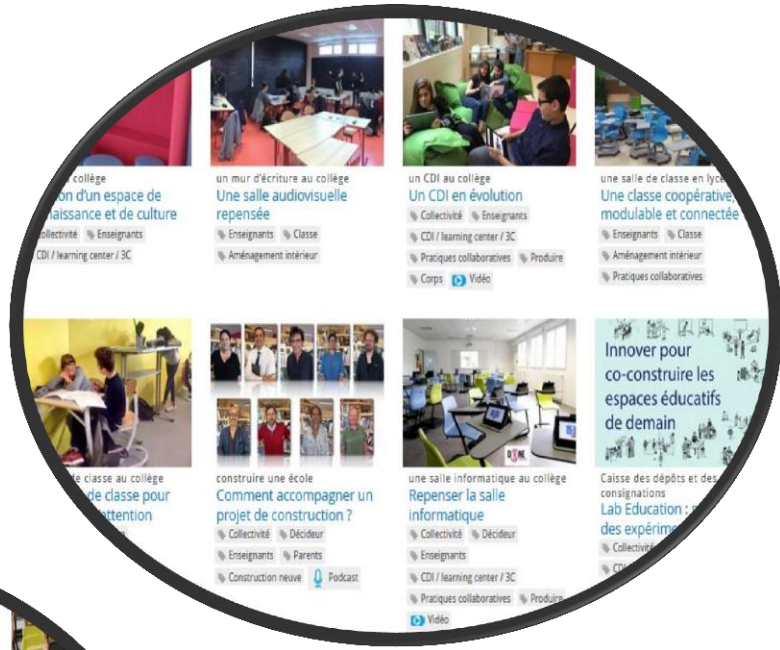 collège
un mur d'écriture au collège
un CDI au collège
une salle de classe en lycé
on d'un espace de
Une salle audiovisuelle
Un CDI en évolution
Une classe coopérative,
naissance et de culture
repensée
Collectivité Enseignants
modulable et connectée
ollectivité Enseignants
Enseignants Classe
CDI / learning center / 3C
Enseignants Classe
CDI / learning center / 3C
Aménagement intérieur
Pratiques collaboratives Produire
Aménagement intérieur
Corps Vidéo
Pratiques collaboratives
Innover pour
co-construire les
espaces éducatifs
de demain
de classe au collège
construire une école
une salle informatique au collège
Caisse des dépôts et des
consignations
de classe pour
Comment accompagner un
Repenser la salle
Lab Education :
attention
projet de construction ?
informatique
des expérim
Collectivité Décideur
Collectivité Décideur
Collectivité
Enseignants Parents
Enseignants
Construction neuve Podcast
CDI / learning center / 3C
Pratiques collaboratives Produire
Vidéo